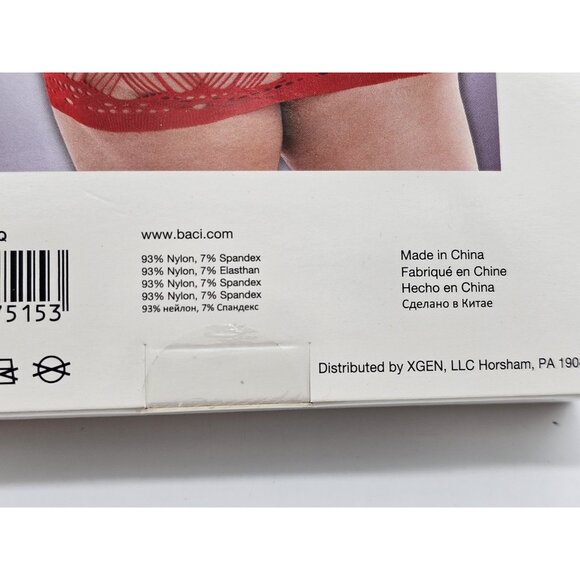 Q
www.baci.com
75153
93% Nylon, 7% Spandex
93% Nylon, 7% Elasthan
93% Nylon, 7% Spandex
93% Nylon, 7% Spandex
93% нейлон, 7% Спандекс
Made in China
Fabriqué en Chine
Hecho en China
Сделано в Китае
Distributed by XGEN, LLC Horsham, PA 190